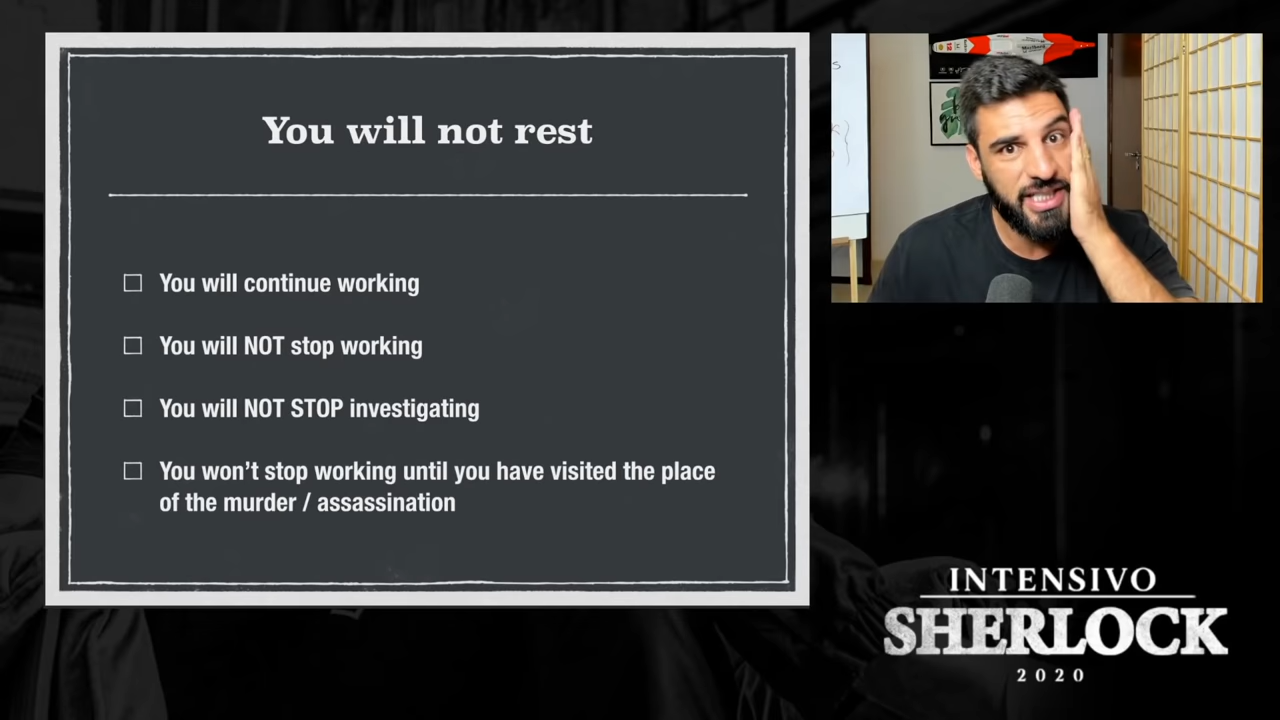 You will not rest
You will continue working
You will NOT stop working
You will NOT STOP investigating
You won't stop working until you have visited the place
of the murder / assassination
Marlboro
INTENSIVO
SHERLOCK
2020